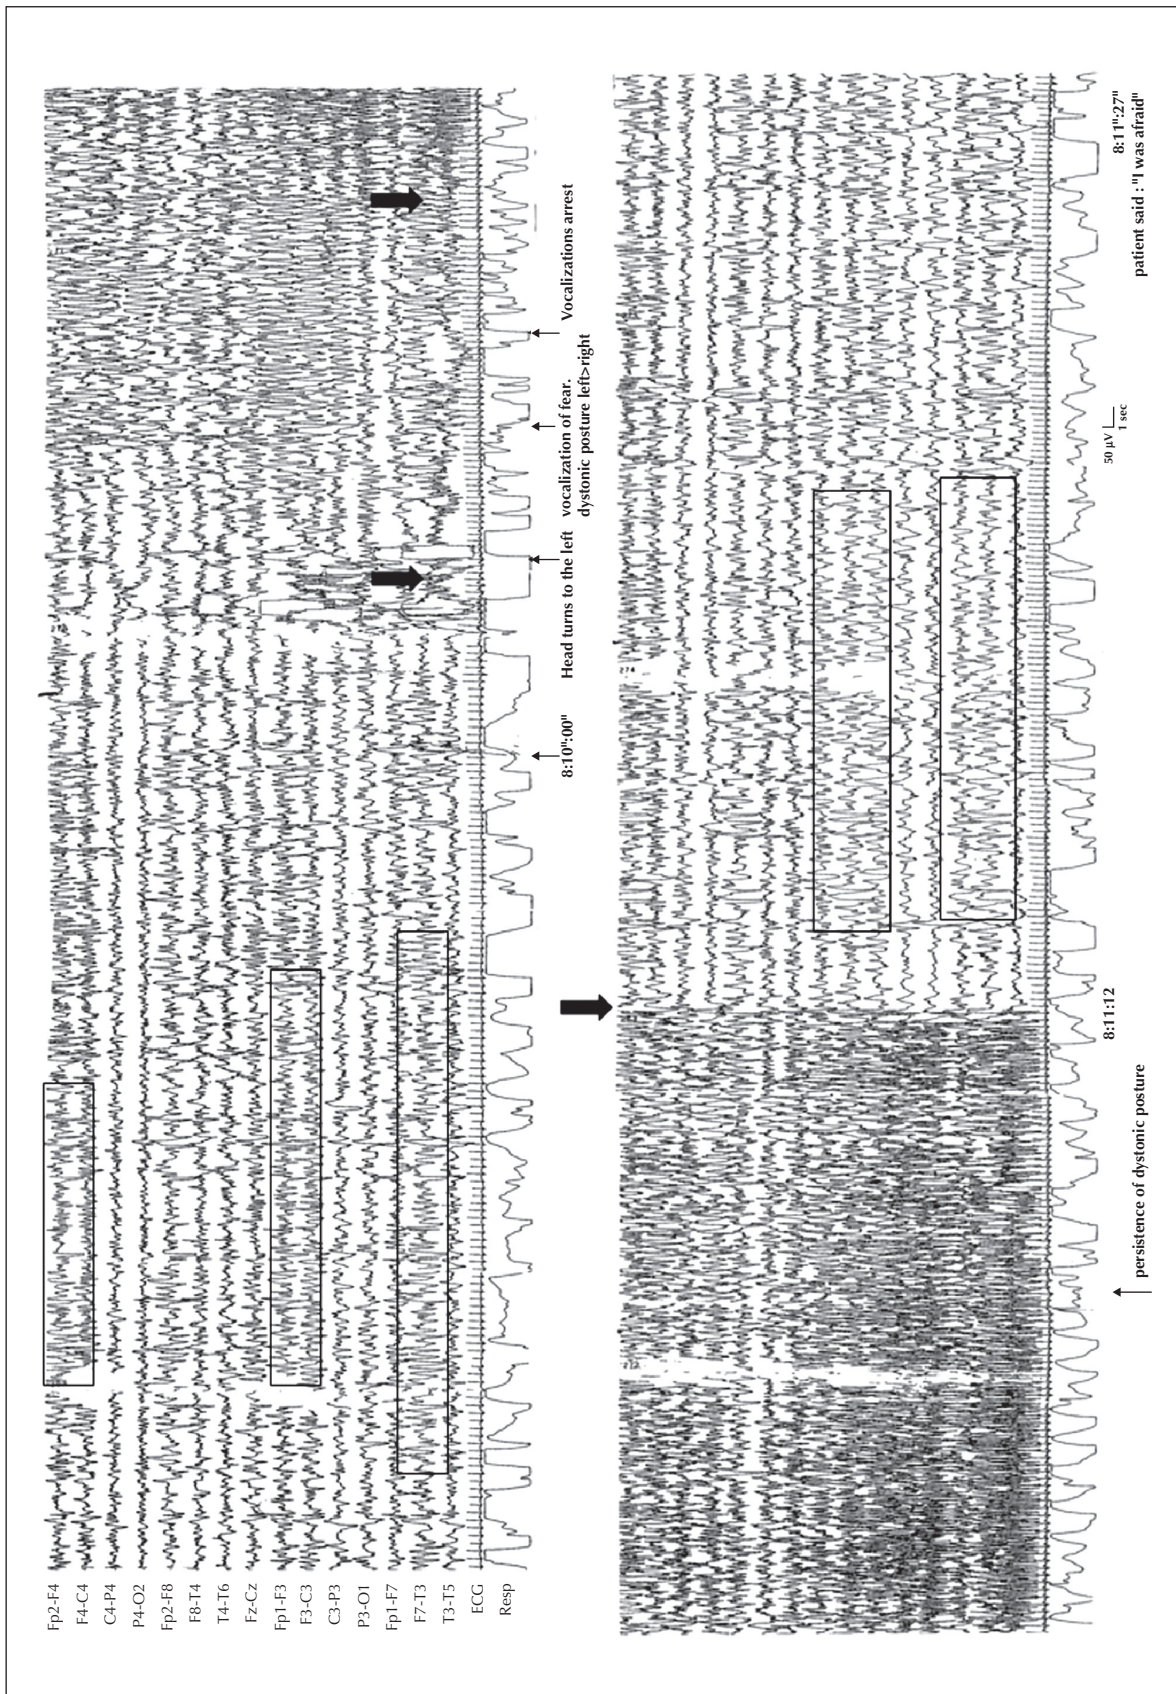 Fp2-F4
F4-C4
C4-P4
P4-O2
Fp2-F8
F8-T4
T4-T6
Fz-Cz
Fp1-F3
F3-C3
C3-P3
P3-O1
Fp1-F7
F7-T3
T3-T5
ECG
Resp
8:10":00"
Head turns to the left
vocalization of fear.
dystonic posture left>right
Vocalizations arrest
persistence of dystonic posture
8:11:12
50 µV
1 sec
8:11":27"
patient said : "I was afraid"